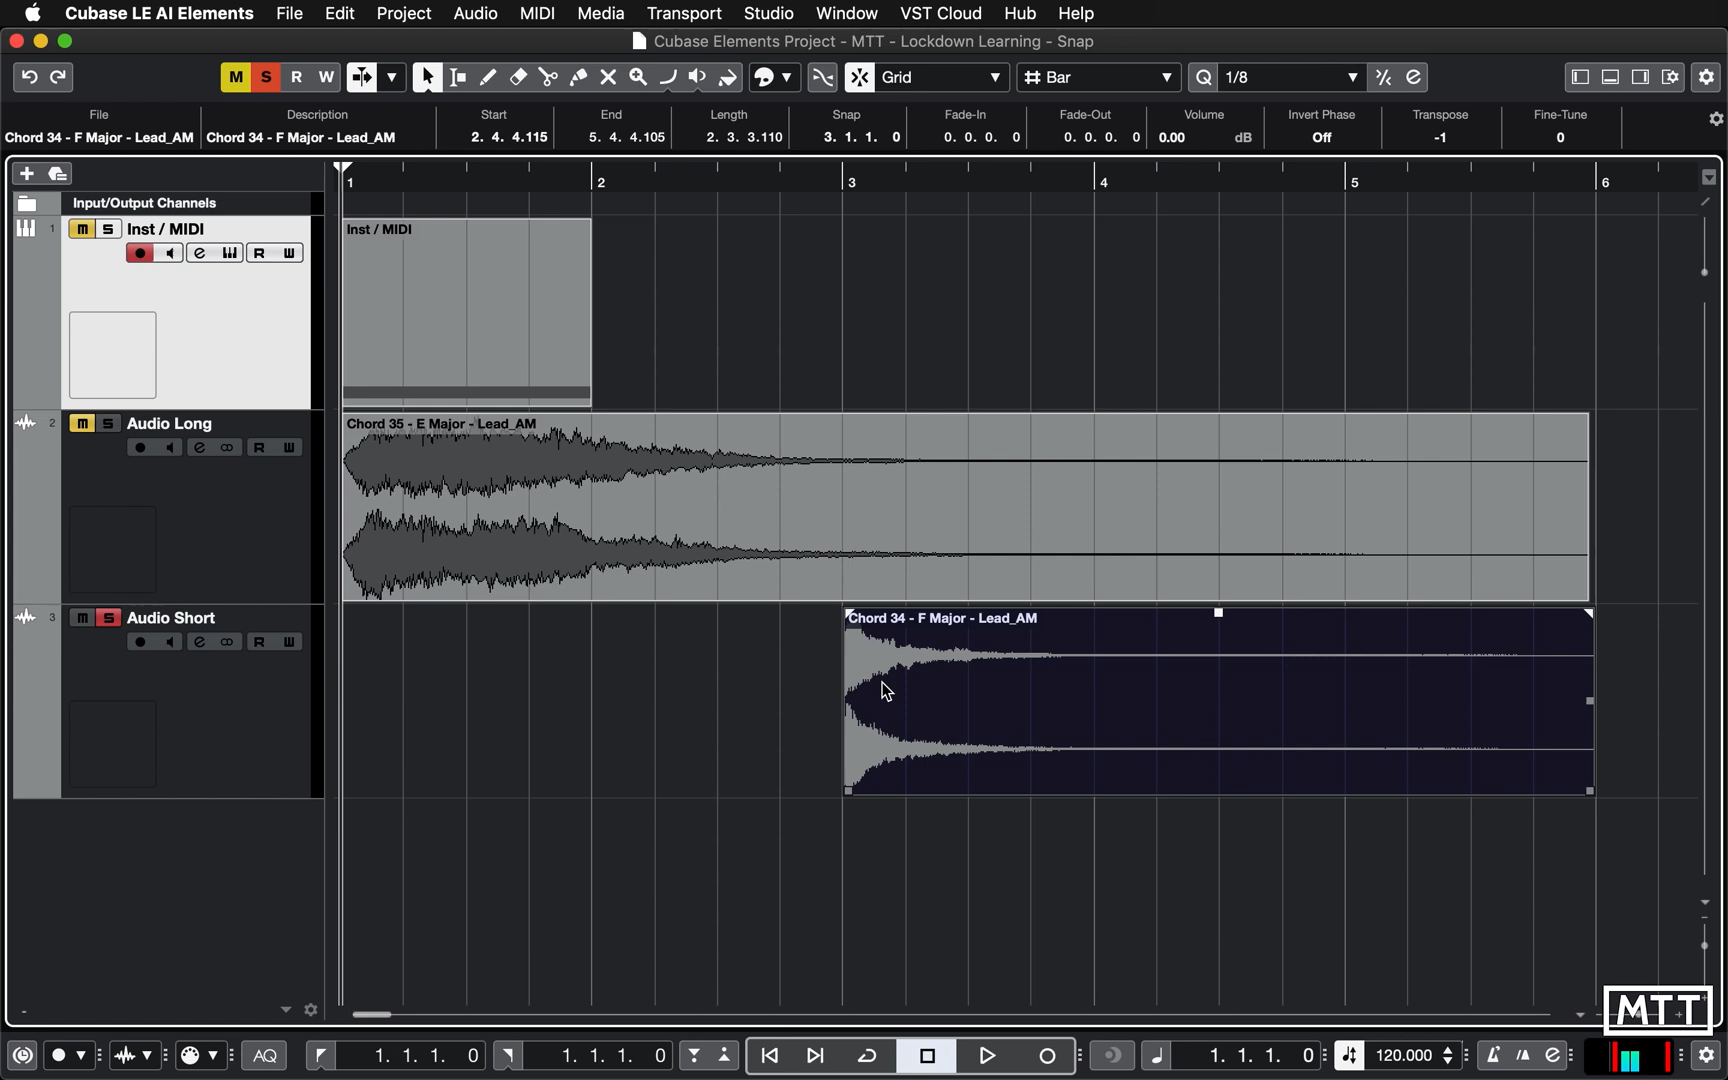 Cubase LE AI Elements File Edit Project Audio MIDI Media Transport Studio Window VST Cloud Hub Help
Cubase Elements Project - MTT - Lockdown Learning - Snap
M S R W Grid Bar Q 1/8
File Description Start End Length Snap Fade-In Fade-Out Volume Invert Phase Transpose Fine-Tune
Chord 34 - F Major - Lead_AM Chord 34 - F Major - Lead_AM 2. 4. 4.115 5. 4. 4.105 2. 3. 3.110 3. 1. 1. 0 0. 0. 0. 0 0. 0. 0. 0 0.00 dB Off -1 0
1 2 3 4 5 6
Input/Output Channels
1 m S Inst / MIDI
e R W
Inst / MIDI
2 m S Audio Long
e R W
Chord 35 - E Major - Lead_AM
3 m S Audio Short
e R W
Chord 34 - F Major - Lead_AM
MTT
AQ 1. 1. 1. 0 1. 1. 1. 0 1. 1. 1. 0 120.000